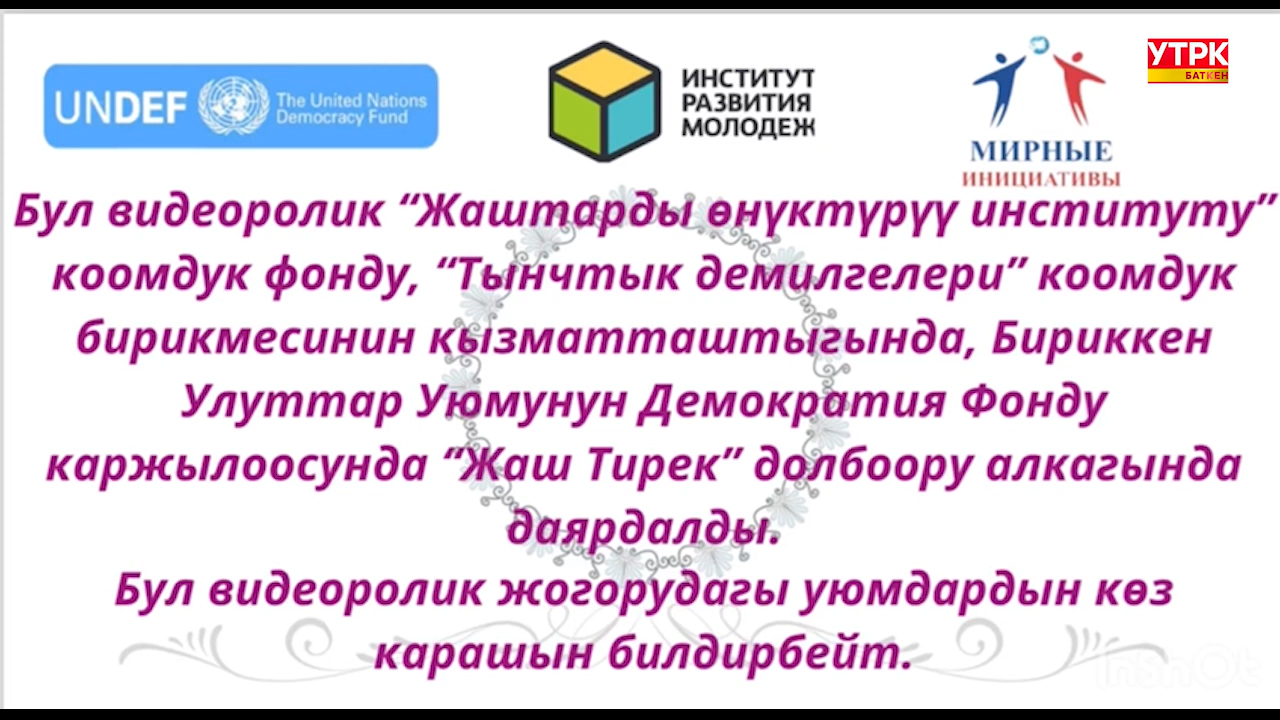 UNDEF
The United Nations
Democracy Fund
ИНСТИТУТ
РАЗВИТИЯ
МОЛОДЕЖ
МИРНЫЕ
ИНИЦИАТИВЫ
УТРК
БАТКЕН
Бул видеоролик “Жаштарды өнүктүрүү институту”
коомдук фонду, “Тынчтык демилгелери” коомдук
бирикмесинин кызматташтыгында, Бириккен
Улуттар Уюмунун Демократия Фонду
каржылоосунда “Жаш Тирек” долбоору алкагында
даярдалды.
Бул видеоролик жогорудагы уюмдардын көз
карашын билдирбейт.
InShOt